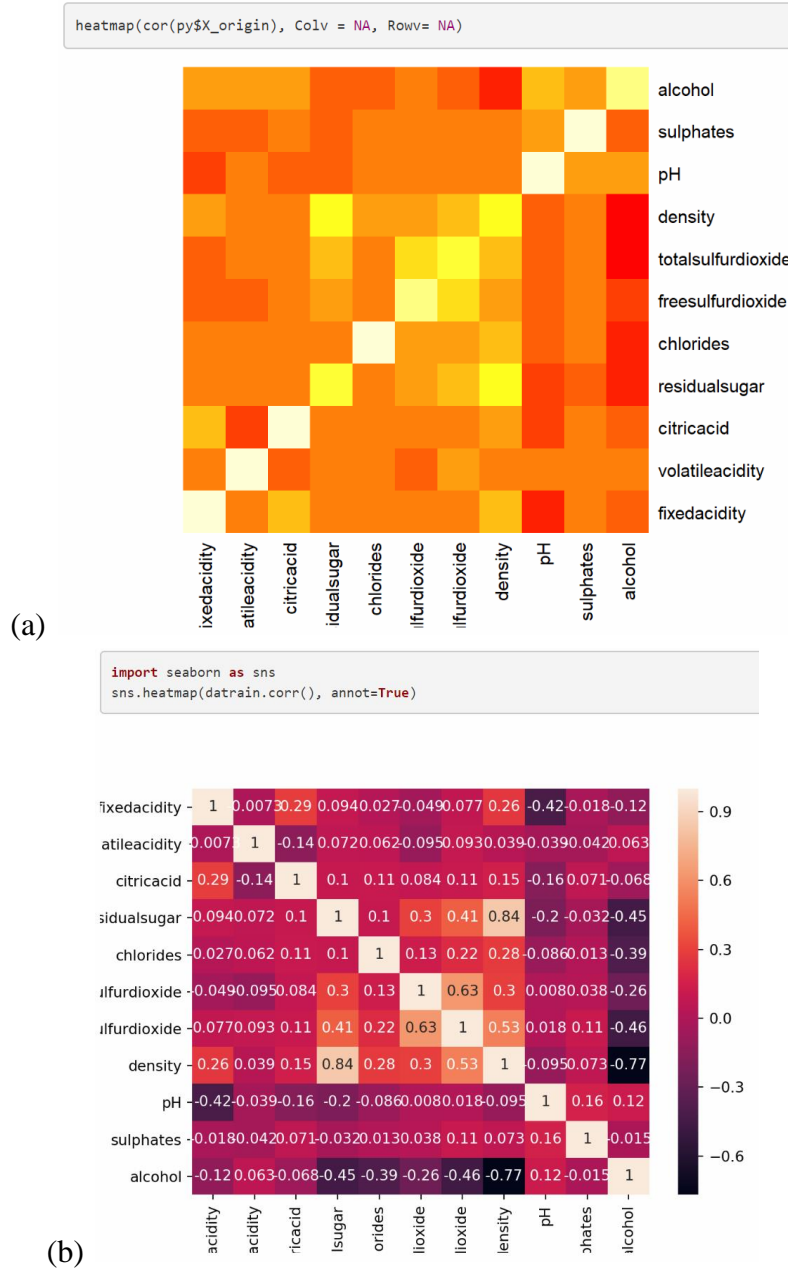 heatmap(cor(py$X_origin), Colv = NA, Rowv= NA)
alcohol
sulphates
pH
density
totalsulfurdioxide
freesulfurdioxide
chlorides
residualsugar
citricacid
volatileacidity
fixedacidity
ixedacidity
atileacidity
citricacid
idualsugar
chlorides
lfurdioxide
lfurdioxide
density
pH
sulphates
alcohol
(a)
import seaborn as sns
sns.heatmap(datrain.corr(), annot=True)
fixedacidity 1 0.0073 0.29 0.094 0.027 -0.049 0.077 0.26 -0.42 -0.018 -0.12
atileacidity 0.0073 1 -0.14 0.072 0.062 -0.095 0.093 0.039 -0.039 -0.042 0.063
citricacid 0.29 -0.14 1 0.1 0.11 0.084 0.11 0.15 -0.16 0.071 -0.068
sidualsugar 0.094 0.072 0.1 1 0.1 0.3 0.41 0.84 -0.2 -0.032 -0.45
chlorides 0.027 0.062 0.11 0.1 1 0.13 0.22 0.28 -0.086 0.013 -0.39
ulfurdioxide -0.049 -0.095 0.084 0.3 0.13 1 0.63 0.3 0.008 0.038 -0.26
ulfurdioxide 0.077 0.093 0.11 0.41 0.22 0.63 1 0.53 0.018 0.11 -0.46
density 0.26 0.039 0.15 0.84 0.28 0.3 0.53 1 -0.095 0.073 -0.77
pH -0.42 -0.039 -0.16 -0.2 -0.086 0.008 0.018 -0.095 1 0.16 0.12
sulphates -0.018 -0.042 0.071 -0.032 0.013 0.038 0.11 0.073 0.16 1 -0.015
alcohol -0.12 0.063 -0.068 -0.45 -0.39 -0.26 -0.46 -0.77 0.12 -0.015 1
acidity
acidity
ricacid
lsugar
orides
lioxide
lioxide
lensity
pH
phates
alcohol
0.9
0.6
0.3
0.0
−0.3
−0.6
(b)